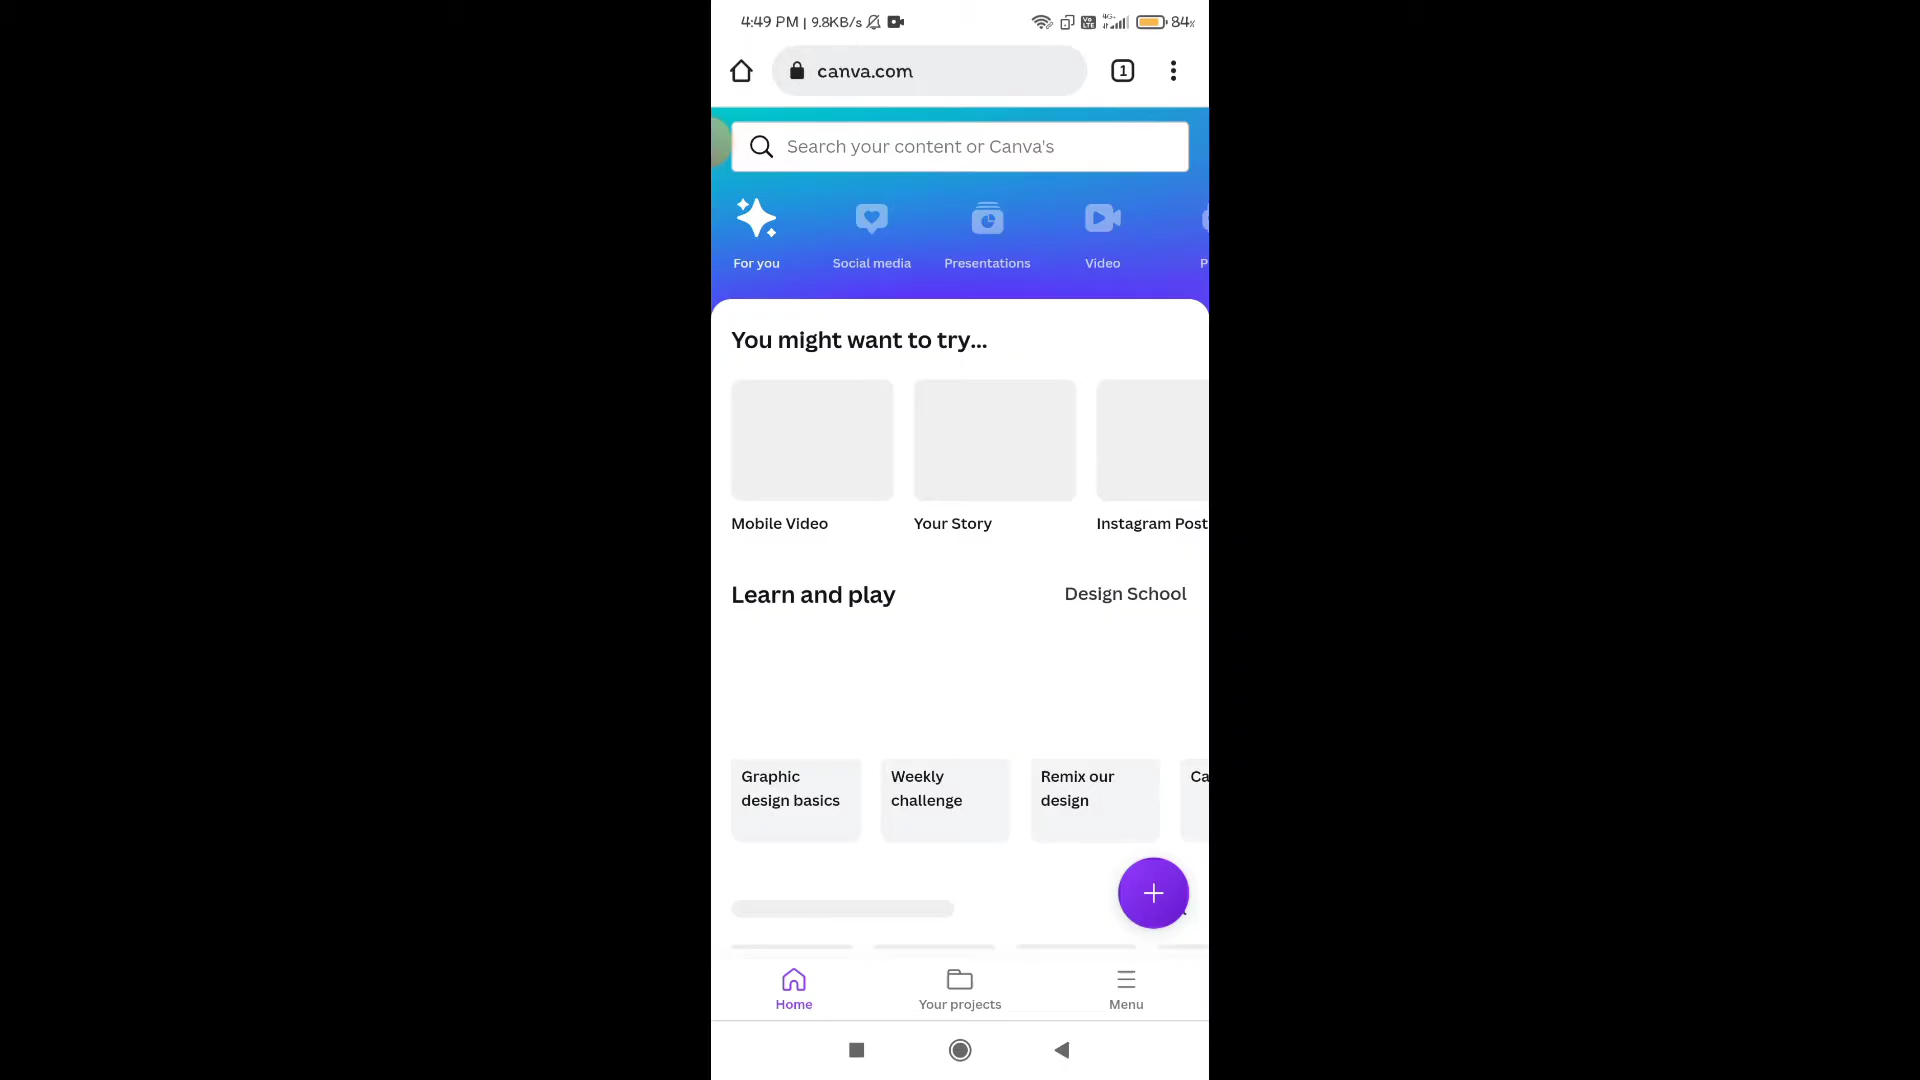 4:49 PM | 9.8KB/s 84%
canva.com 1
Search your content or Canva's
For you Social media Presentations Video P
You might want to try...
Mobile Video Your Story Instagram Post
Learn and play Design School
Graphic design basics
Weekly challenge
Remix our design
Ca
Home Your projects Menu